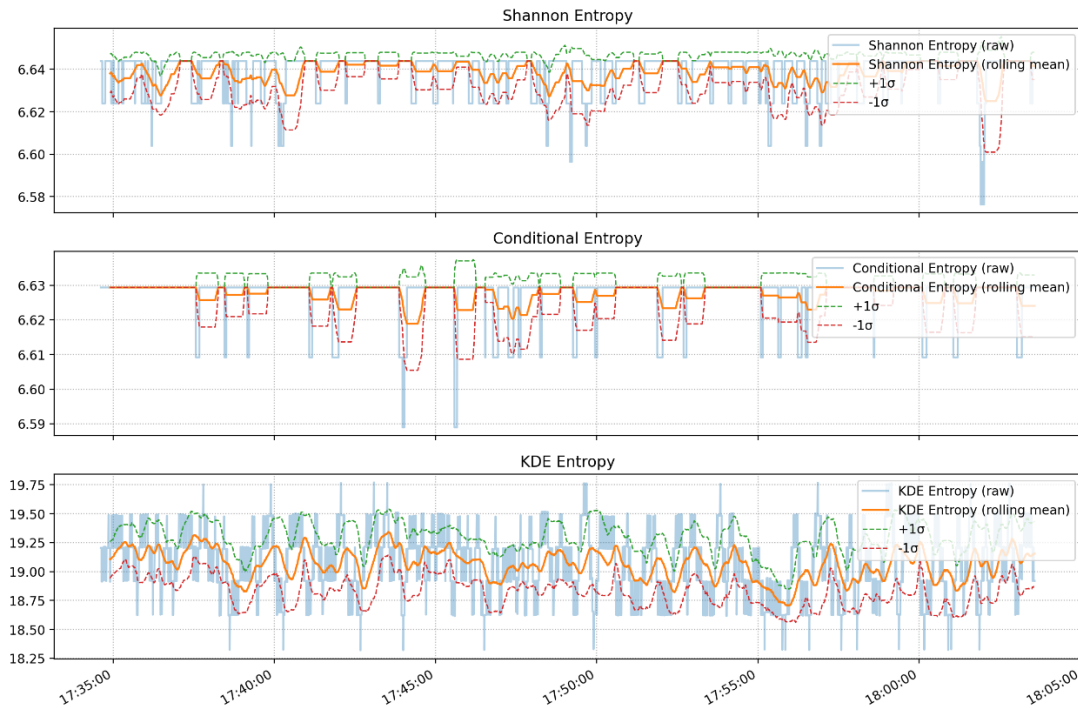 Shannon Entropy
6.64
6.62
6.60
6.58
Shannon Entropy (raw)
Shannon Entropy (rolling mean)
+1σ
-1σ
Conditional Entropy
6.63
6.62
6.61
6.60
6.59
Conditional Entropy (raw)
Conditional Entropy (rolling mean)
+1σ
-1σ
KDE Entropy
19.75
19.50
19.25
19.00
18.75
18.50
18.25
KDE Entropy (raw)
KDE Entropy (rolling mean)
+1σ
-1σ
17:35:00
17:40:00
17:45:00
17:50:00
17:55:00
18:00:00
18:05:00